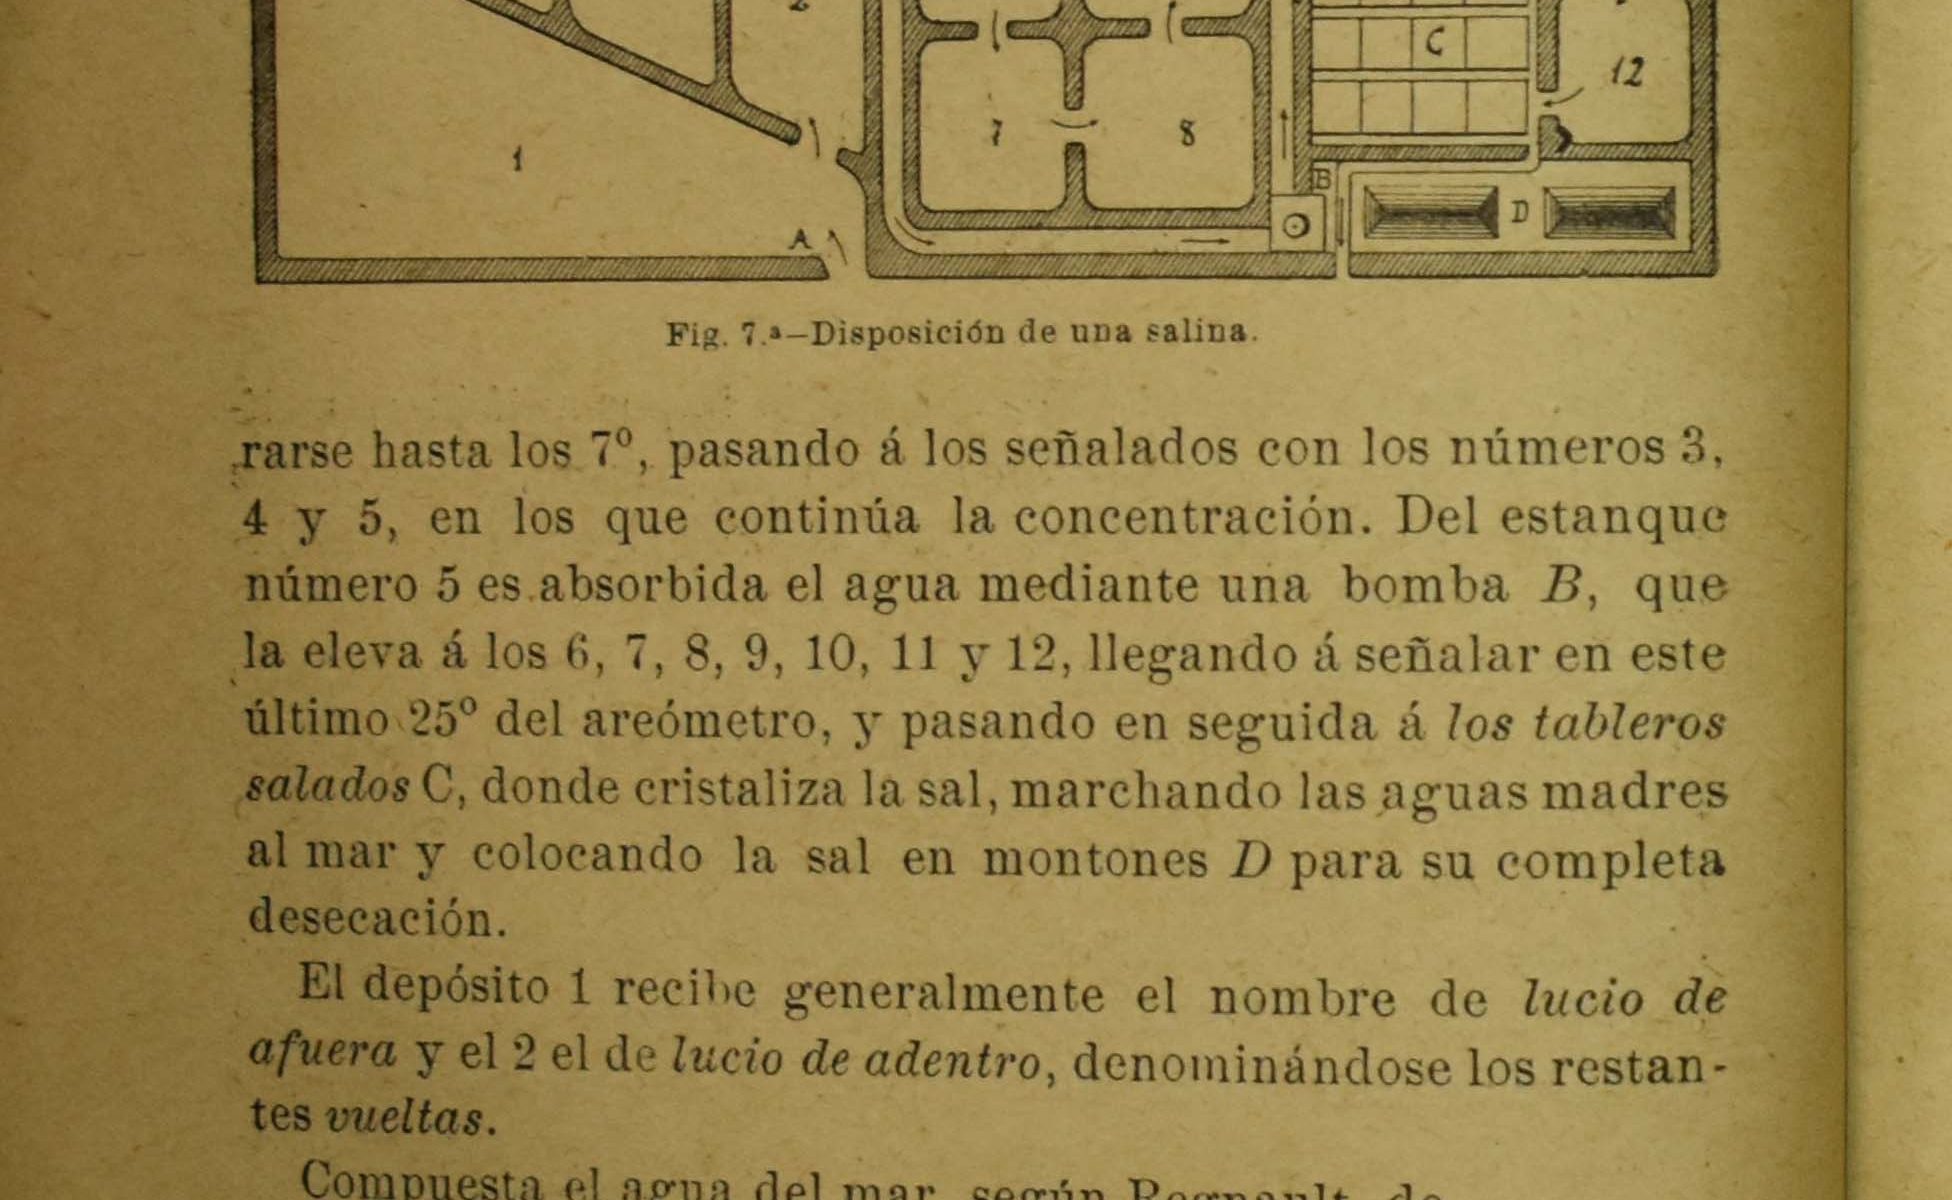 C
12
7
8
1
B
D
A
Fig. 7.ª—Disposición de una salina.
rarse hasta los 7º, pasando á los señalados con los números 3,
4 y 5, en los que continúa la concentración. Del estanque
número 5 es absorbida el agua mediante una bomba B, que
la eleva á los 6, 7, 8, 9, 10, 11 y 12, llegando á señalar en este
último 25º del areómetro, y pasando en seguida á los tableros
salados C, donde cristaliza la sal, marchando las aguas madres
al mar y colocando la sal en montones D para su completa
desecación.
El depósito 1 recibe generalmente el nombre de lucio de
afuera y el 2 el de lucio de adentro, denominándose los restan-
tes vueltas.
Compuesta el agua del mar, según Regnault, de